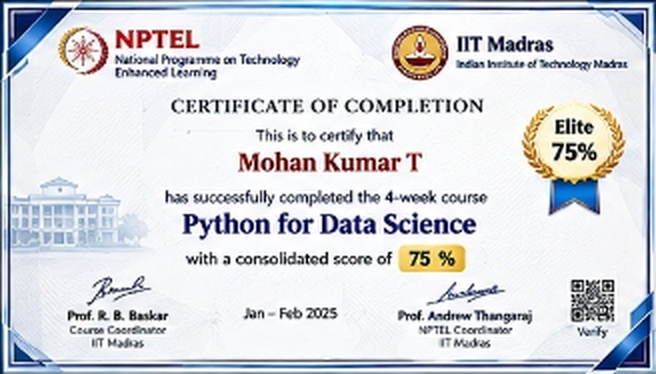 NPTEL
National Programme on Technology
Enhanced Learning
IIT Madras
Indian Institute of Technology Madras
CERTIFICATE OF COMPLETION
This is to certify that
Mohan Kumar T
Elite
75%
has successfully completed the 4-week course
Python for Data Science
with a consolidated score of 75 %
Prof. R. B. Baskar
Course Coordinator
IIT Madras
Jan – Feb 2025
Prof. Andrew Thangaraj
NPTEL Coordinator
IIT Madras
Verify